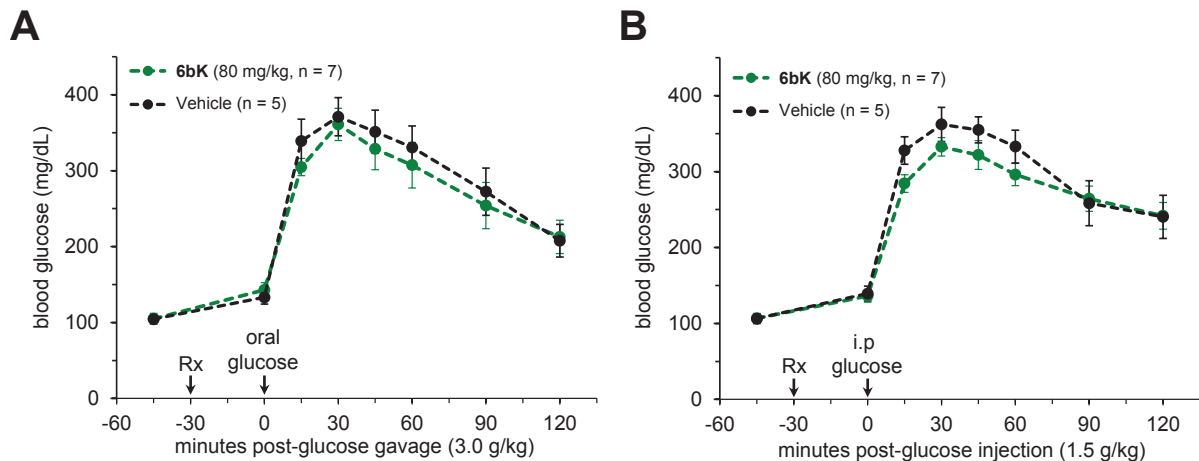 A
6bK (80 mg/kg, n = 7)
Vehicle (n = 5)
blood glucose (mg/dL)
400
300
200
100
0
Rx
oral
glucose
-60 -30 0 30 60 90 120
minutes post-glucose gavage (3.0 g/kg)
B
6bK (80 mg/kg, n = 7)
Vehicle (n = 5)
blood glucose (mg/dL)
400
300
200
100
0
Rx
i.p
glucose
-60 -30 0 30 60 90 120
minutes post-glucose injection (1.5 g/kg)